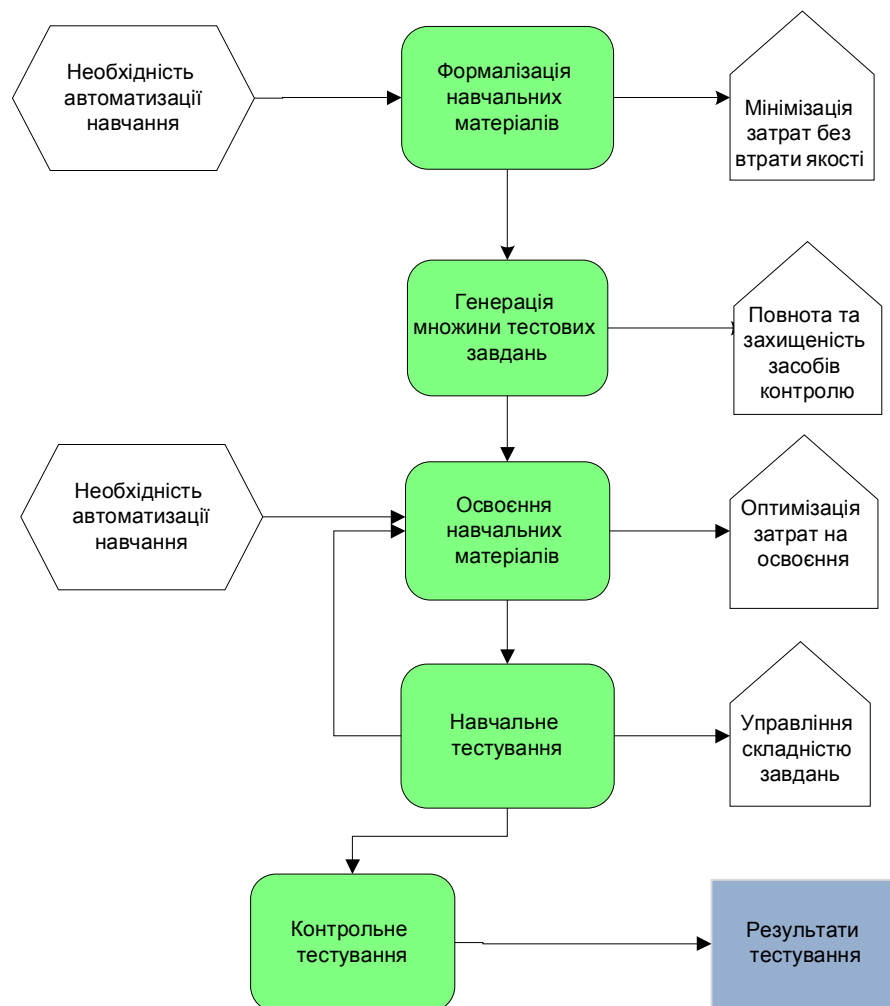 Необхідність
автоматизації
навчання
Формалізація
навчальних
матеріалів
Мінімізація
затрат без
втрати якості
Генерація
множини тестових
завдань
Повнота та
захищеність
засобів
контролю
Необхідність
автоматизації
навчання
Освоєння
навчальних
матеріалів
Оптимізація
затрат на
освоєння
Навчальне
тестування
Управління
складністю
завдань
Контрольне
тестування
Результати
тестування